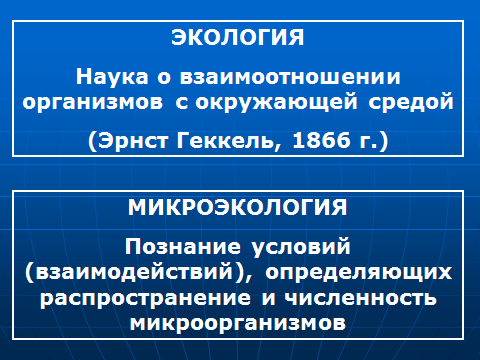 ЭКОЛОГИЯ
Наука о взаимоотношении
организмов с окружающей средой
(Эрнст Геккель, 1866 г.)
МИКРОЭКОЛОГИЯ
Познание условий
(взаимодействий), определяющих
распространение и численность
микроорганизмов